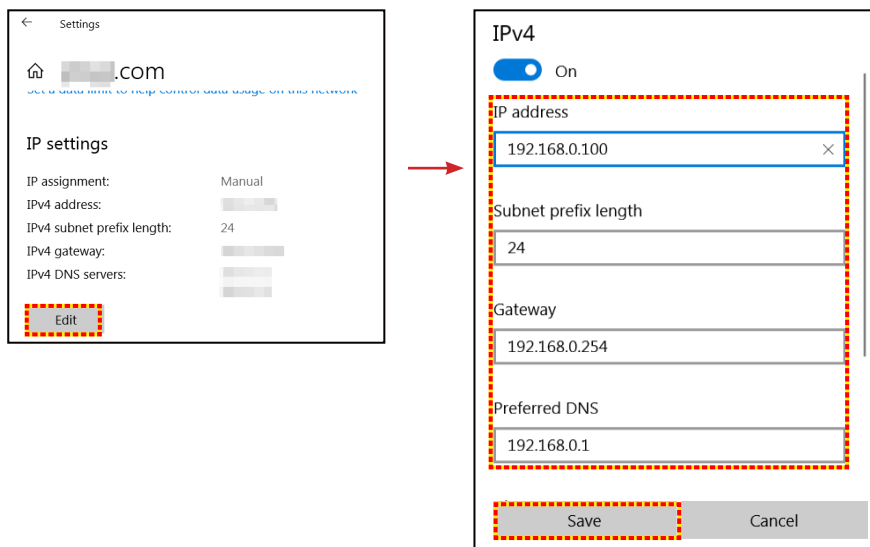 Settings
.com
Set a data limit to help control data usage on this network
IP settings
IP assignment: Manual
IPv4 address:
IPv4 subnet prefix length: 24
IPv4 gateway:
IPv4 DNS servers:
Edit
IPv4
On
IP address
192.168.0.100
Subnet prefix length
24
Gateway
192.168.0.254
Preferred DNS
192.168.0.1
Save Cancel